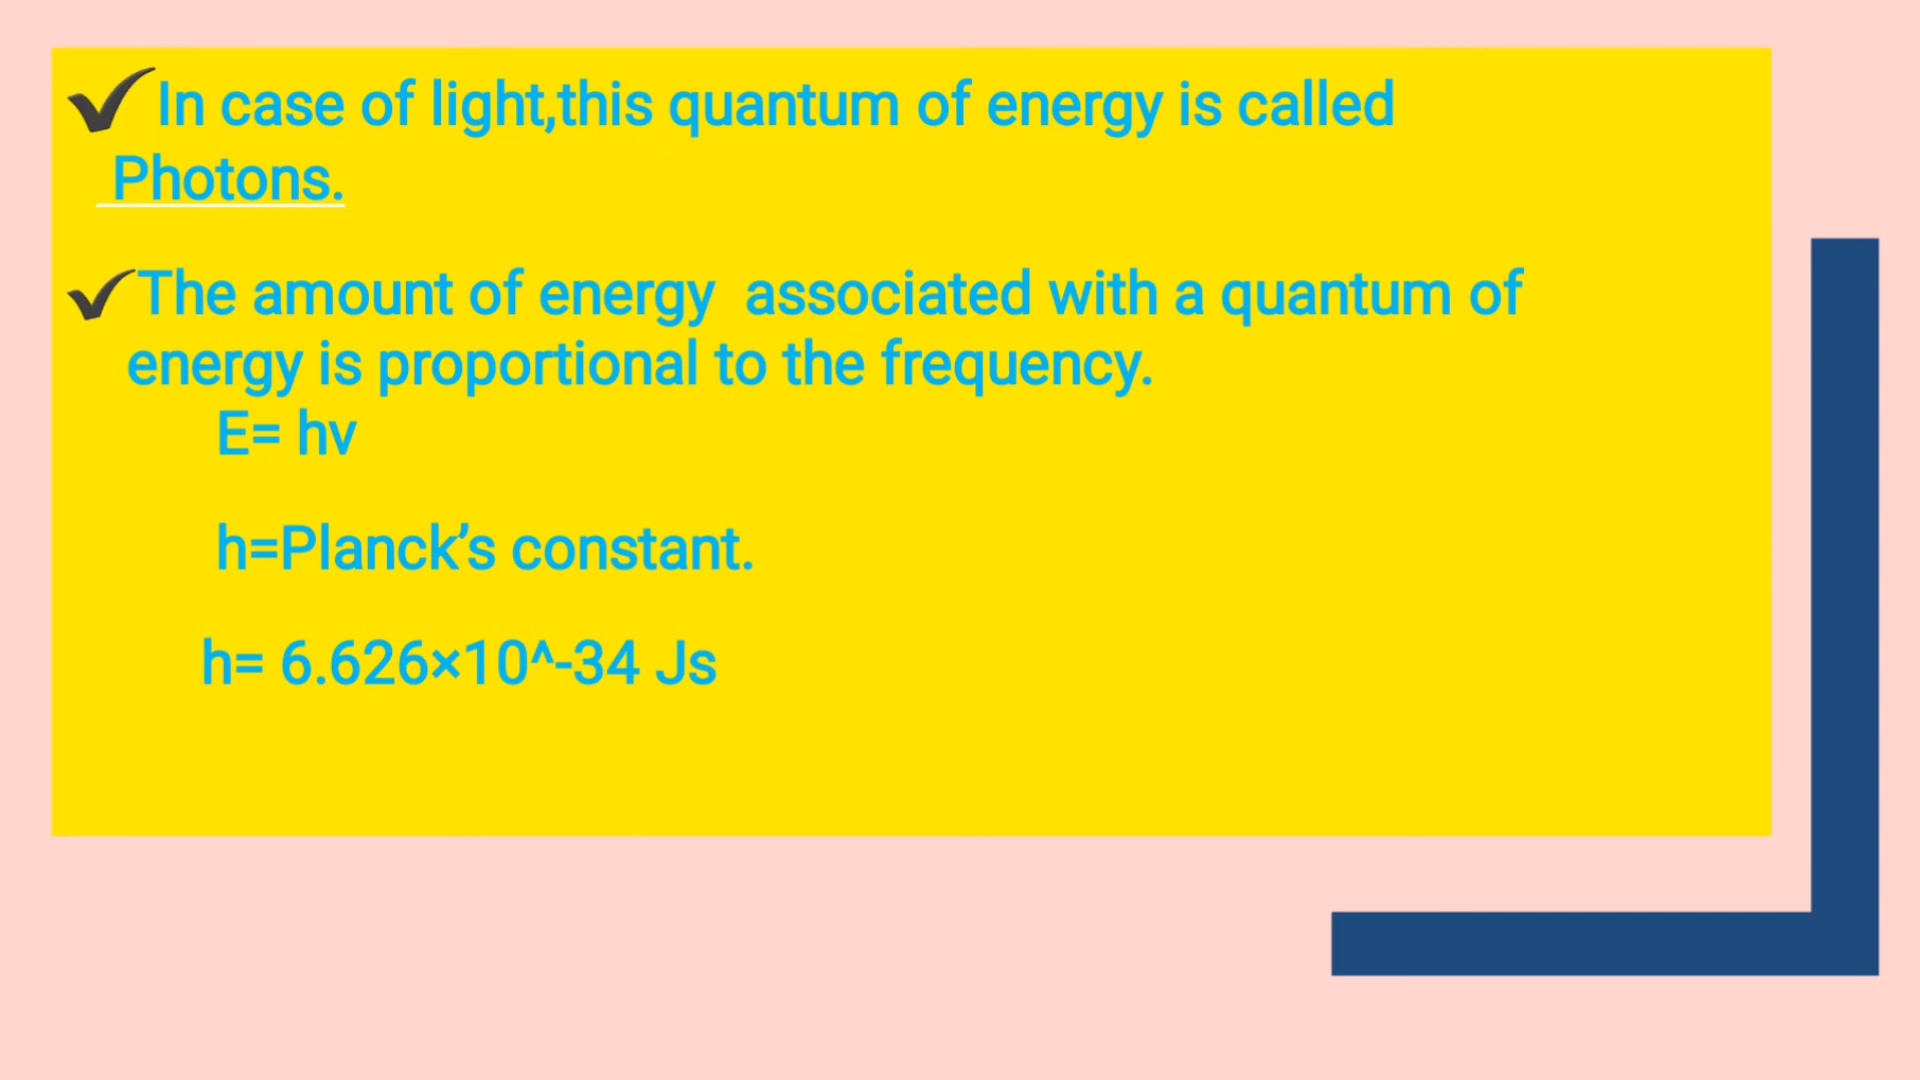 ✓ In case of light,this quantum of energy is called
Photons.
✓The amount of energy  associated with a quantum of
energy is proportional to the frequency.
E= hv
h=Planck’s constant.
h= 6.626×10^-34 Js